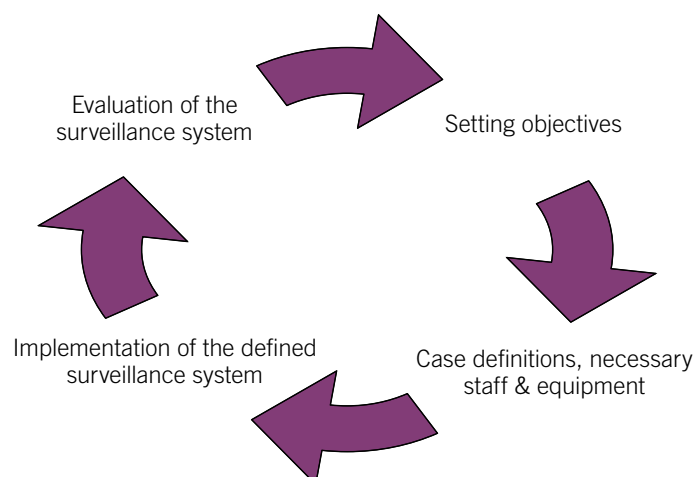 Evaluation of the
surveillance system
Setting objectives
Case definitions, necessary
staff & equipment
Implementation of the defined
surveillance system